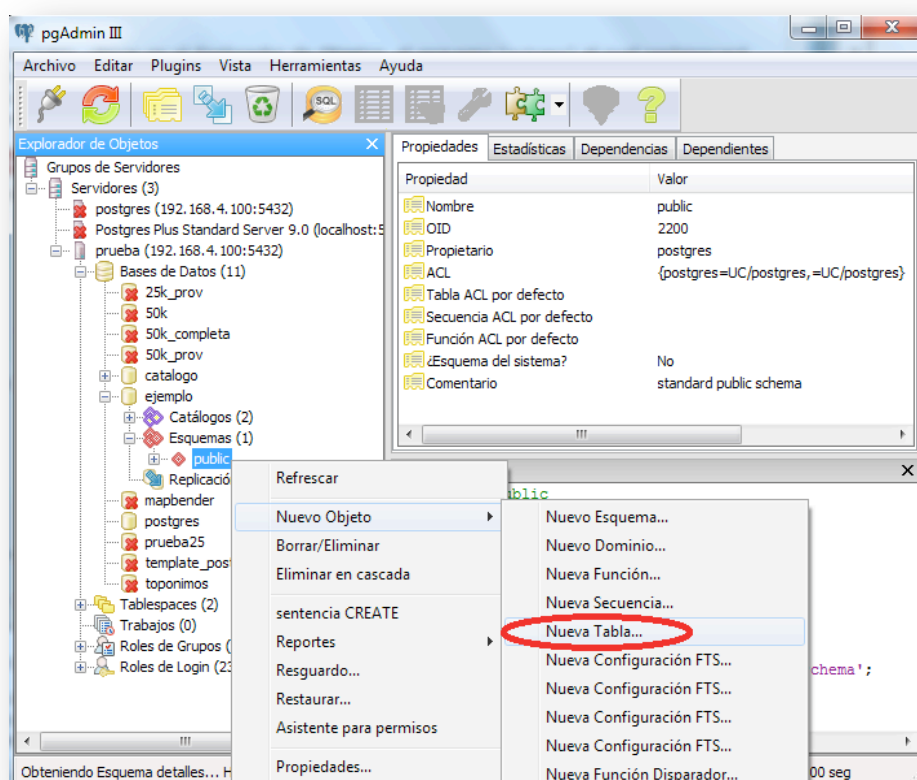 pgAdmin III
Archivo Editar Plugins Vista Herramientas Ayuda
SQL
Explorador de Objetos
Grupos de Servidores
Servidores (3)
postgres (192.168.4.100:5432)
Postgres Plus Standard Server 9.0 (localhost:5
prueba (192.168.4.100:5432)
Bases de Datos (11)
25k_prov
50k
50k_completa
50k_prov
catalogo
ejemplo
Catálogos (2)
Esquemas (1)
public
Replicació
mapbender
postgres
prueba25
template_post
toponimos
Tablespaces (2)
Trabajos (0)
Roles de Grupos (
Roles de Login (23
Propiedades Estadísticas Dependencias Dependientes
Propiedad Valor
Nombre public
OID 2200
Propietario postgres
ACL {postgres=UC/postgres,=UC/postgres}
Tabla ACL por defecto
Secuencia ACL por defecto
Función ACL por defecto
¿Esquema del sistema? No
Comentario standard public schema
ublic
chema';
Refrescar
Nuevo Objeto
Borrar/Eliminar
Eliminar en cascada
sentencia CREATE
Reportes
Resguardo...
Restaurar...
Asistente para permisos
Propiedades...
Nuevo Esquema...
Nuevo Dominio...
Nueva Función...
Nueva Secuencia...
Nueva Tabla...
Nueva Configuración FTS...
Nueva Configuración FTS...
Nueva Configuración FTS...
Nueva Configuración FTS...
Nueva Función Disparador...
Obteniendo Esquema detalles... H
00 seg